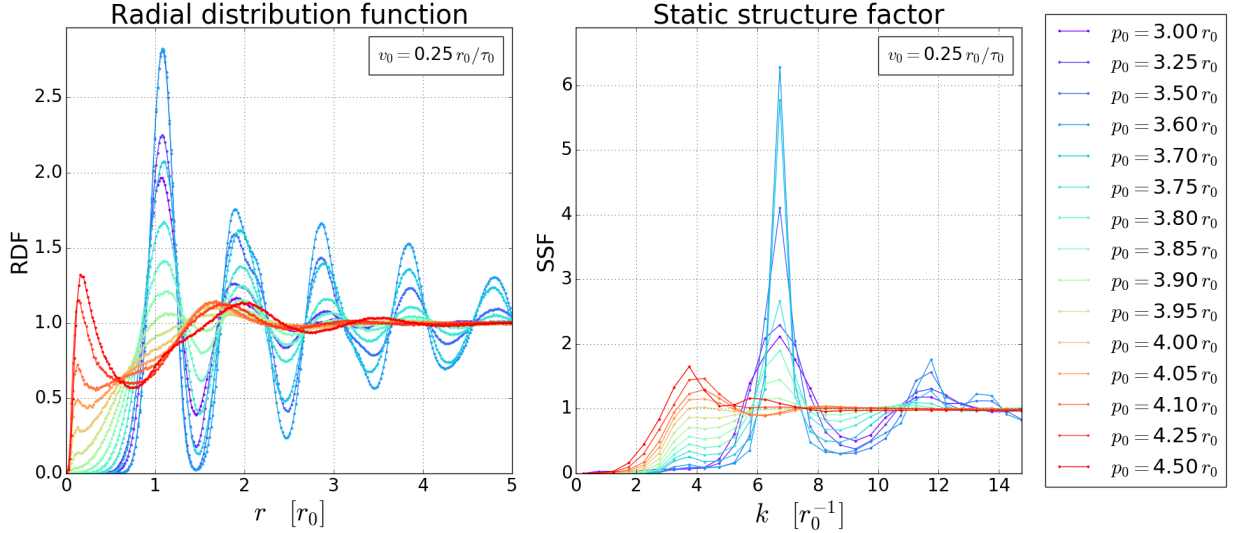 Radial distribution function
v₀ = 0.25 r₀/τ₀
RDF
2.5
2.0
1.5
1.0
0.5
0.0
0 1 2 3 4 5
r [r₀]
Static structure factor
v₀ = 0.25 r₀/τ₀
SSF
6
5
4
3
2
1
0
0 2 4 6 8 10 12 14
k [r₀⁻¹]
p₀ = 3.00 r₀
p₀ = 3.25 r₀
p₀ = 3.50 r₀
p₀ = 3.60 r₀
p₀ = 3.70 r₀
p₀ = 3.75 r₀
p₀ = 3.80 r₀
p₀ = 3.85 r₀
p₀ = 3.90 r₀
p₀ = 3.95 r₀
p₀ = 4.00 r₀
p₀ = 4.05 r₀
p₀ = 4.10 r₀
p₀ = 4.25 r₀
p₀ = 4.50 r₀